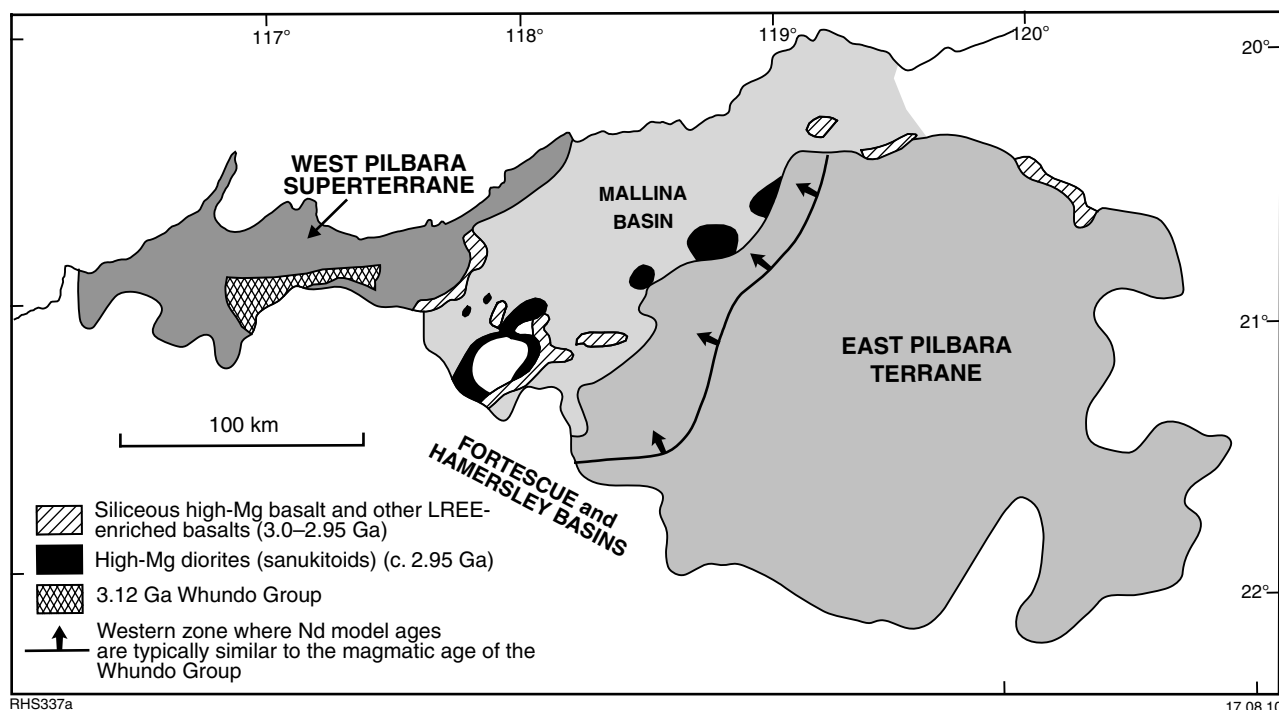 117°
118°
119°
120°
20°
WEST PILBARA
SUPERTERRANE
MALLINA
BASIN
21°
EAST PILBARA
TERRANE
100 km
FORTESCUE and
HAMERSLEY BASINS
Siliceous high-Mg basalt and other LREE-
enriched basalts (3.0–2.95 Ga)
High-Mg diorites (sanukitoids) (c. 2.95 Ga)
3.12 Ga Whundo Group
22°
Western zone where Nd model ages
are typically similar to the magmatic age of the
Whundo Group
RHS337a
17.08.10